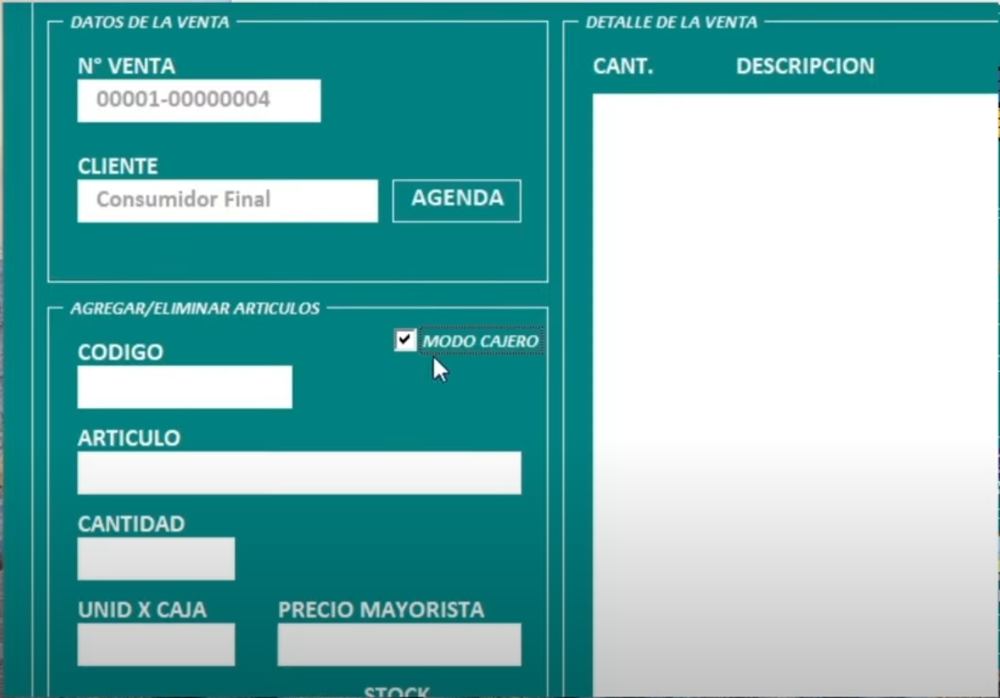 DATOS DE LA VENTA
N° VENTA
00001-00000004
CLIENTE
Consumidor Final
AGENDA
AGREGAR/ELIMINAR ARTICULOS
MODO CAJERO
CODIGO
ARTICULO
CANTIDAD
UNID X CAJA
PRECIO MAYORISTA
STOCK
DETALLE DE LA VENTA
CANT. DESCRIPCION